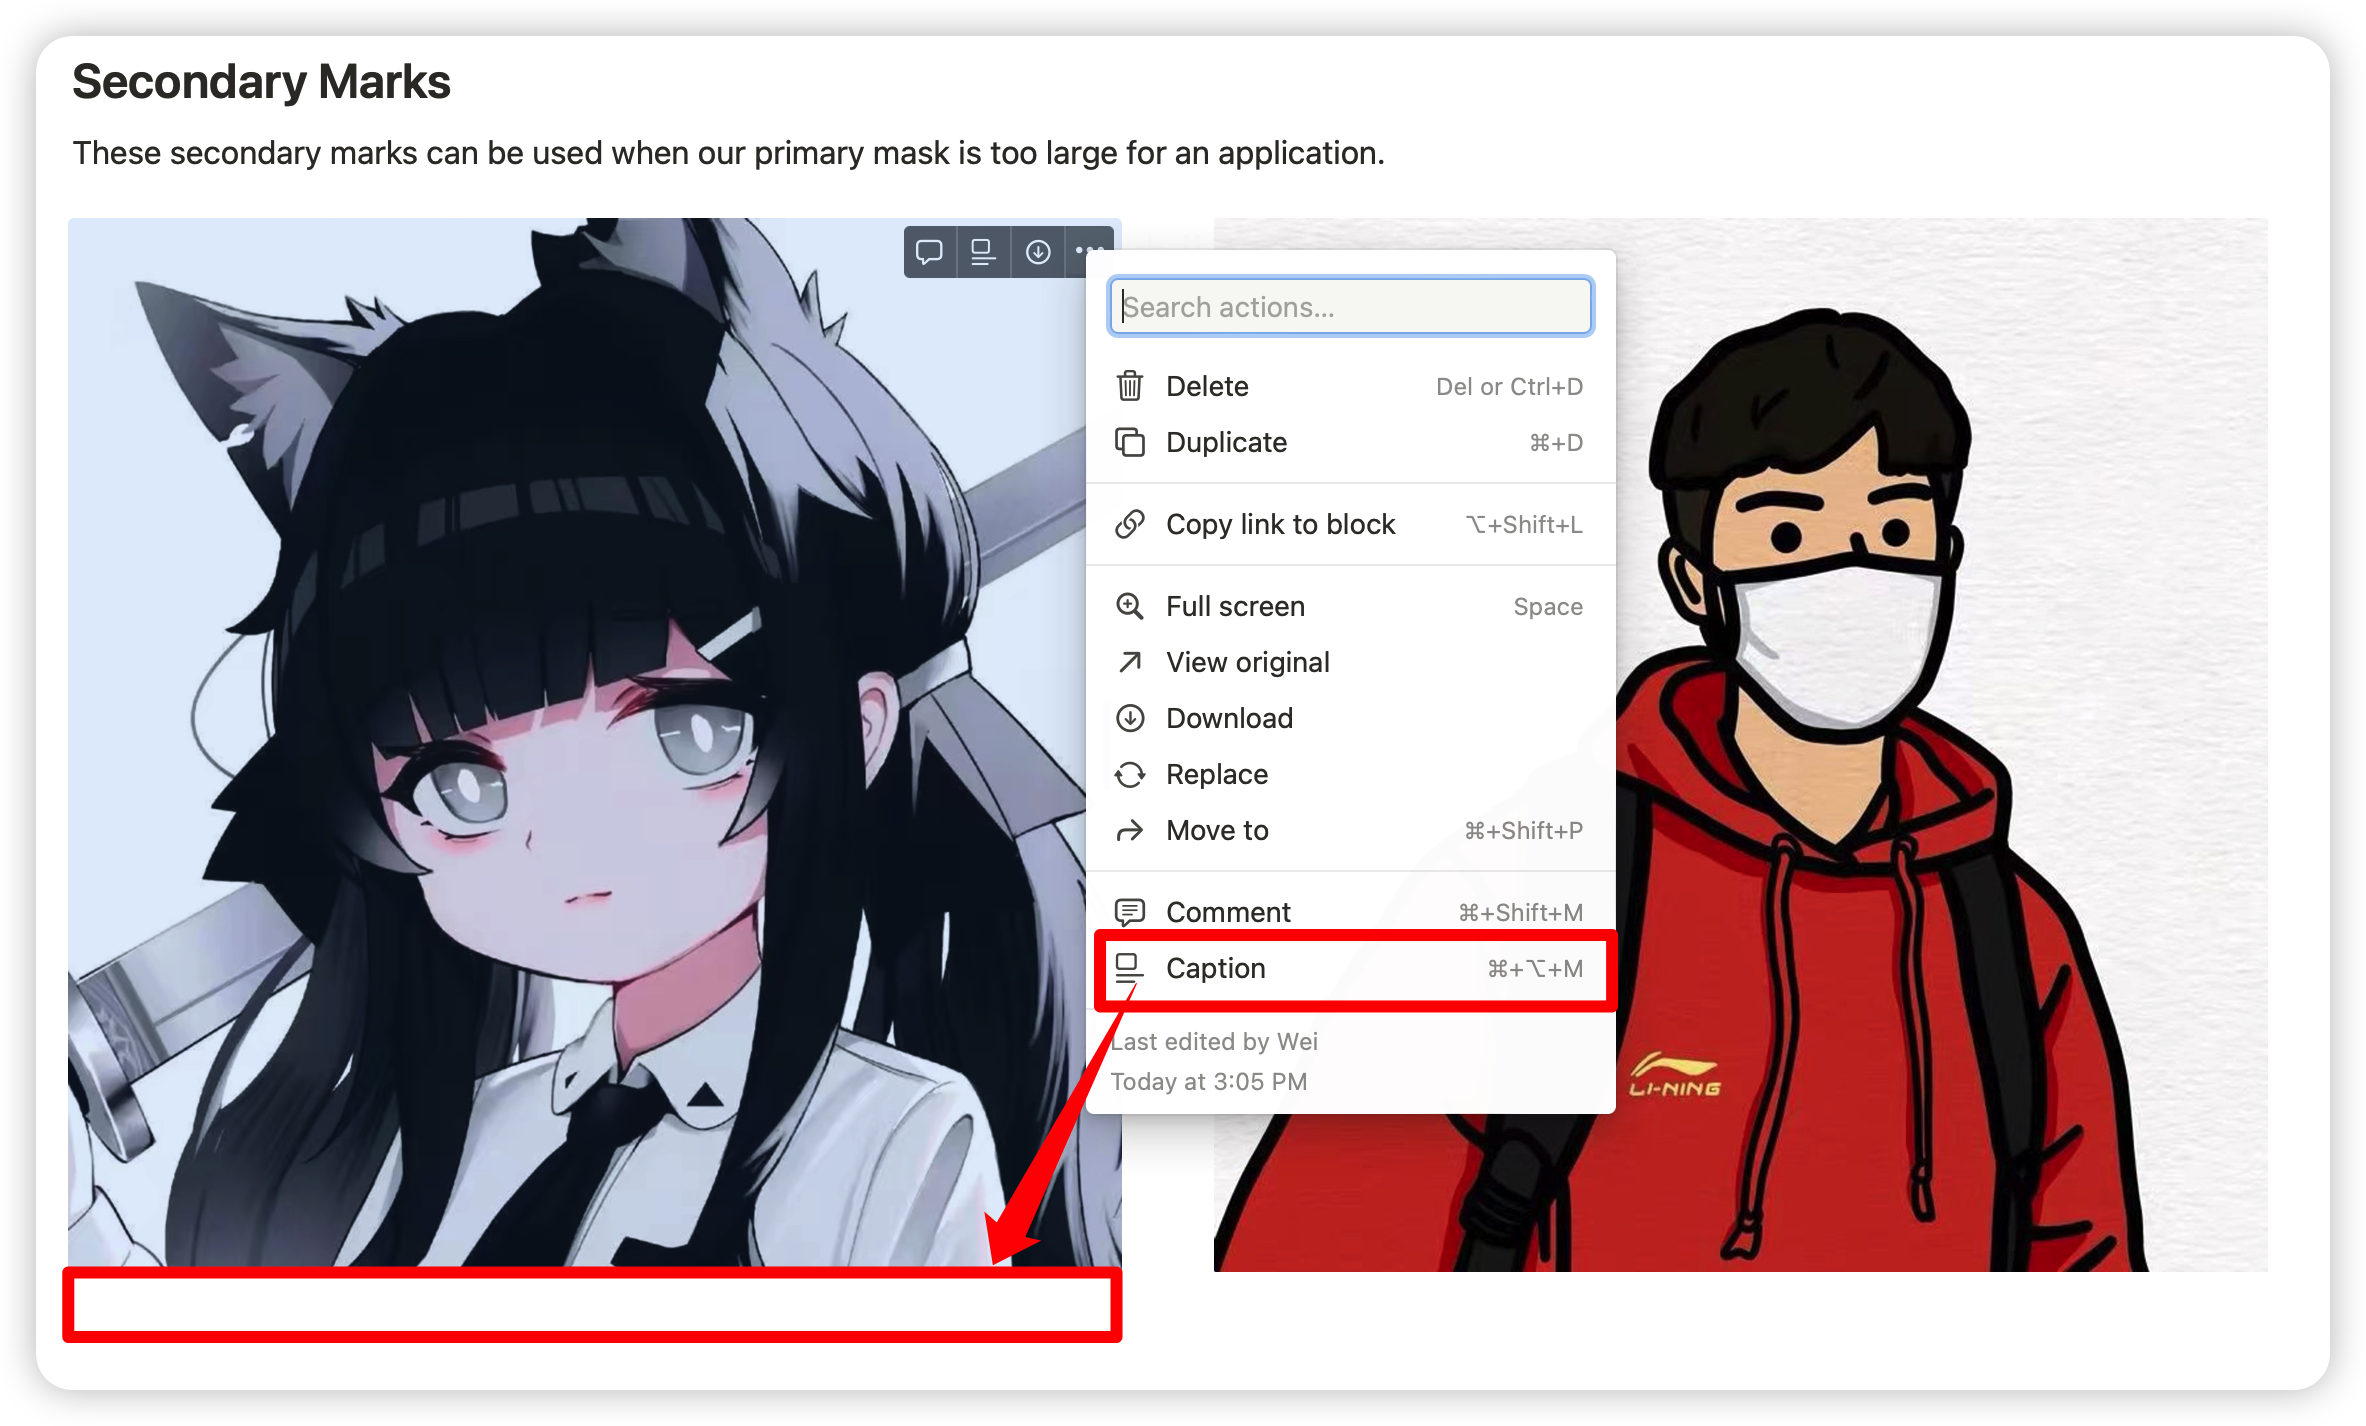 Secondary Marks
These secondary marks can be used when our primary mask is too large for an application.
Search actions...
Delete Del or Ctrl+D
Duplicate ⌘+D
Copy link to block ⌥+Shift+L
Full screen Space
View original
Download
Replace
Move to ⌘+Shift+P
Comment ⌘+Shift+M
Caption ⌘+⌥+M
Last edited by Wei
Today at 3:05 PM
LI-NING